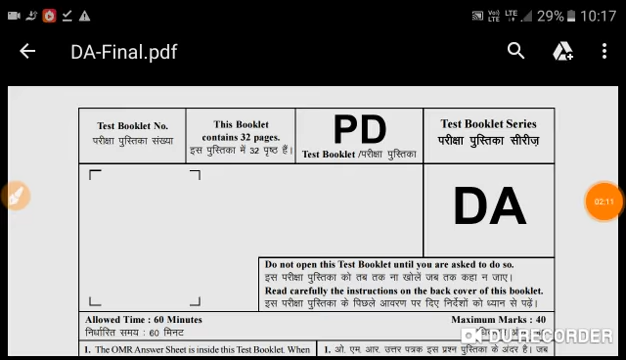 29% 10:17
DA-Final.pdf
Test Booklet No.
परीक्षा पुस्तिका संख्या
This Booklet
contains 32 pages.
इस पुस्तिका में 32 पृष्ठ हैं।
PD
Test Booklet /परीक्षा पुस्तिका
Test Booklet Series
परीक्षा पुस्तिका सीरीज़
DA
02:11
Do not open this Test Booklet until you are asked to do so.
इस परीक्षा पुस्तिका को तब तक ना खोलें जब तक कहा न जाए।
Read carefully the instructions on the back cover of this booklet.
इस परीक्षा पुस्तिका के पिछले आवरण पर दिए निर्देशों को ध्यान से पढ़ें।
Allowed Time : 60 Minutes
निर्धारित समय : 60 मिनट
Maximum Marks : 40
DU RECORDER
1. The OMR Answer Sheet is inside this Test Booklet. When
1. ओ. एम. आर. उत्तर पत्रक इस प्रश्न पुस्तिका के अंदर है। जब